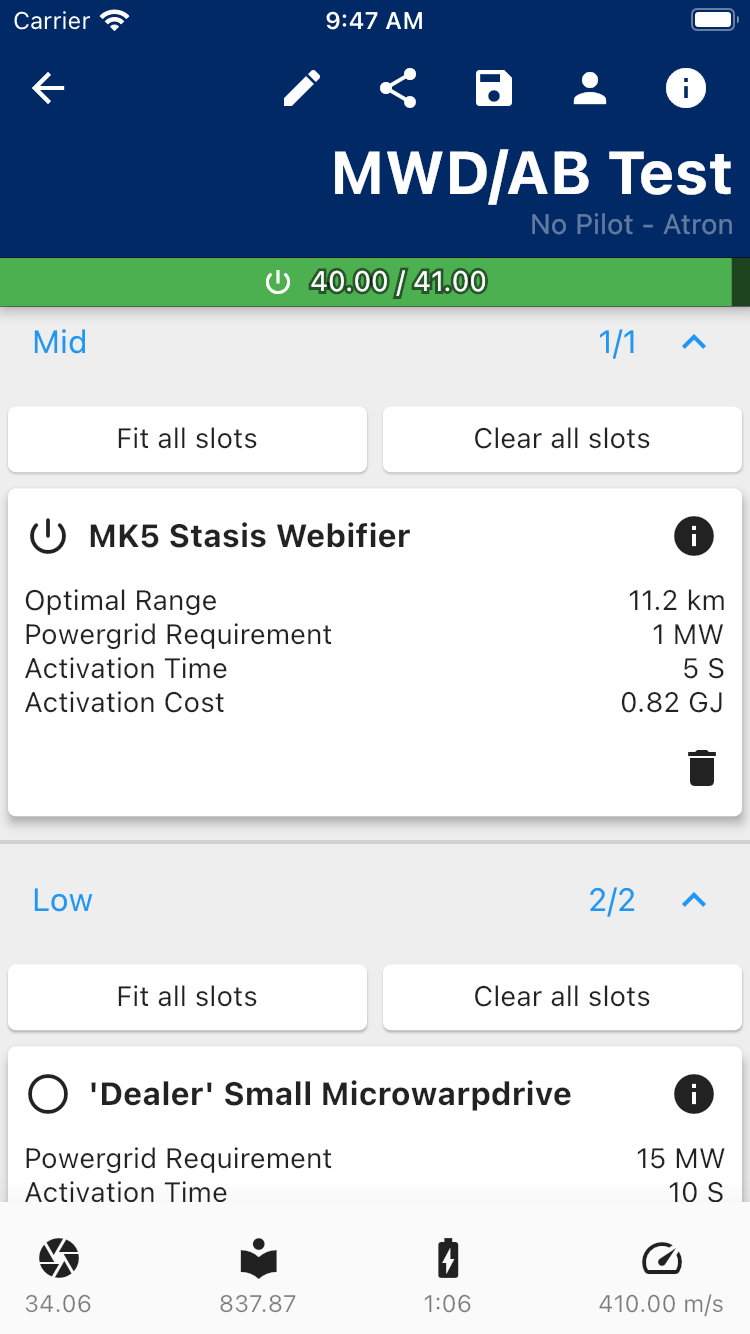 Carrier 9:47 AM
MWD/AB Test
No Pilot - Atron
40.00 / 41.00
Mid 1/1
Fit all slots Clear all slots
MK5 Stasis Webifier
Optimal Range 11.2 km
Powergrid Requirement 1 MW
Activation Time 5 S
Activation Cost 0.82 GJ
Low 2/2
Fit all slots Clear all slots
'Dealer' Small Microwarpdrive
Powergrid Requirement 15 MW
Activation Time 10 S
34.06 837.87 1:06 410.00 m/s